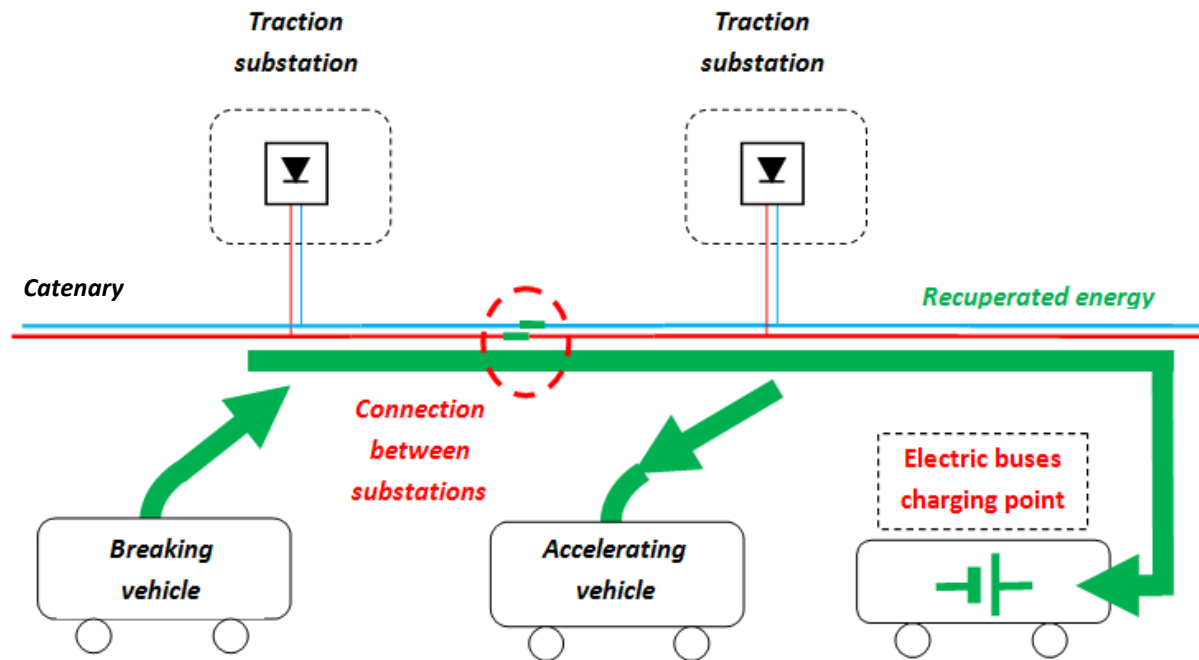 Traction
substation
Traction
substation
Catenary
Recuperated energy
Connection
between
substations
Electric buses
charging point
Breaking
vehicle
Accelerating
vehicle